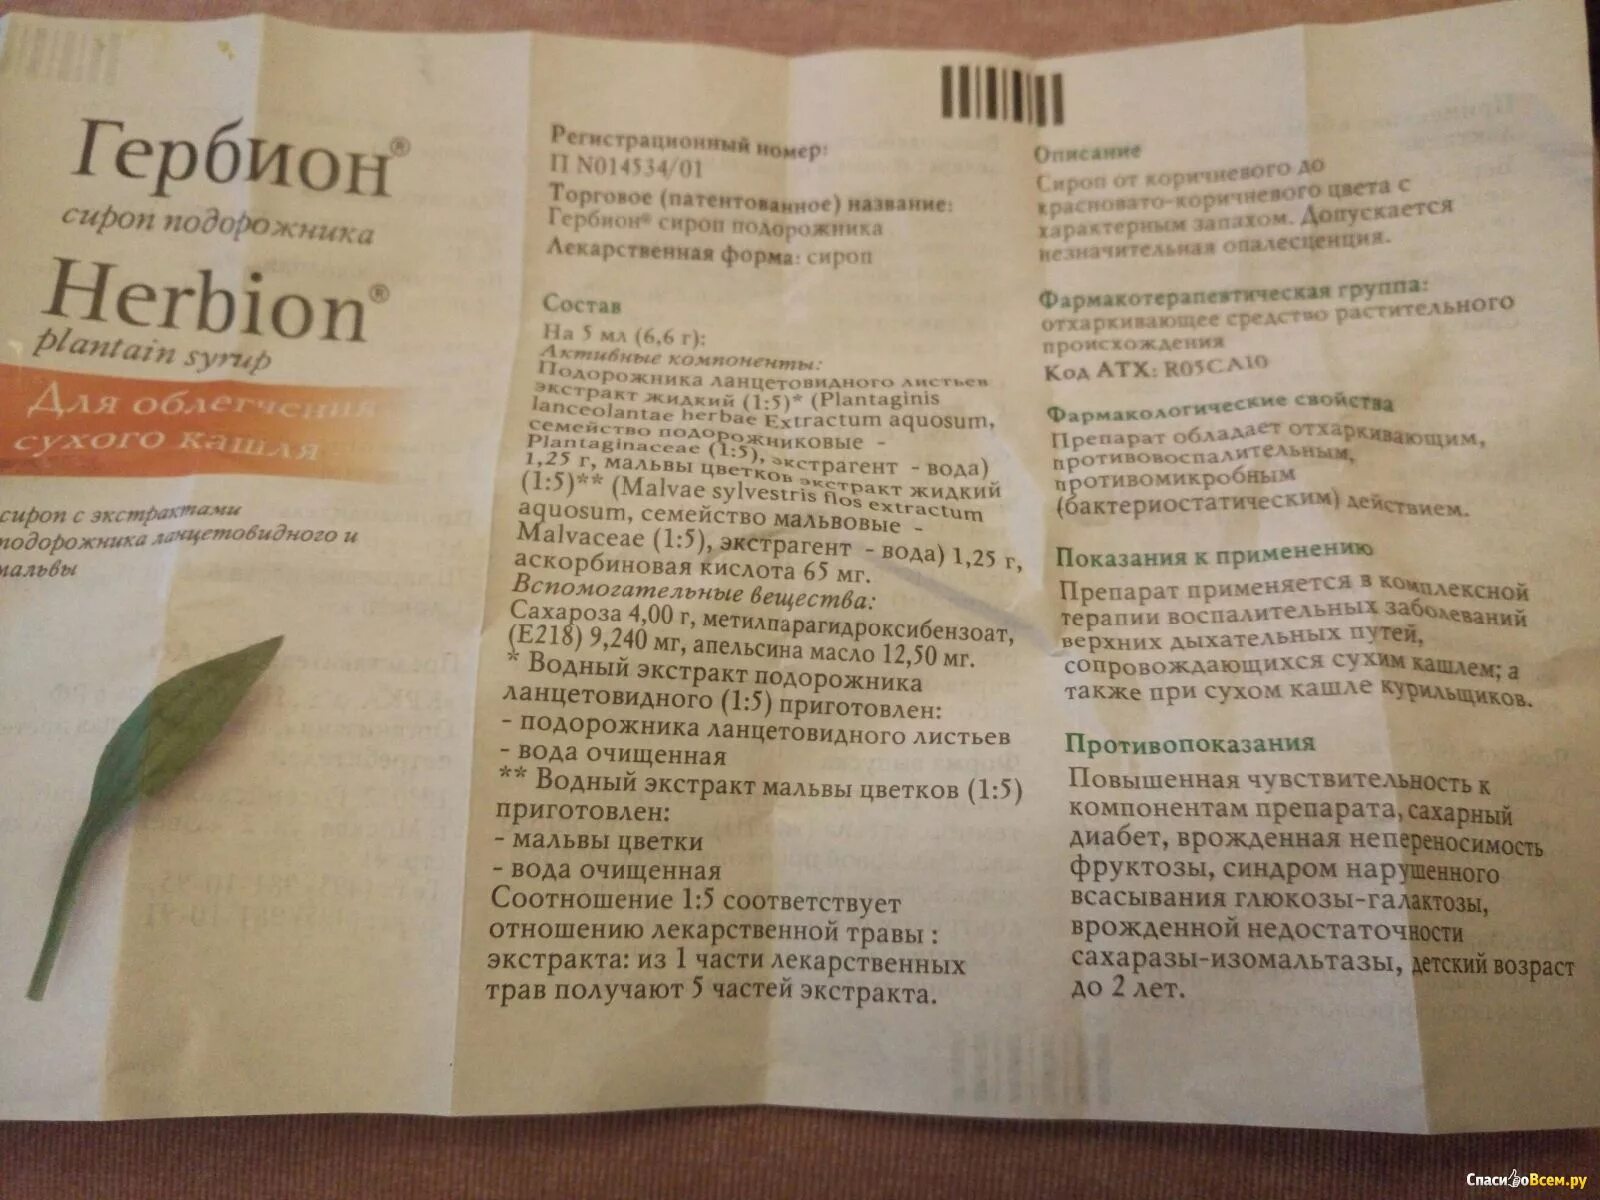 Гербион®
сироп подорожника
Herbion®
plantain syrup
Для облегчения
сухого кашля
сироп с экстрактами
подорожника ланцетовидного и
мальвы
Регистрационный номер:
П N014534/01
Торговое (патентованное) название:
Гербион® сироп подорожника
Лекарственная форма: сироп
Состав
На 5 мл (6,6 г):
Активные компоненты:
Подорожника ланцетовидного листьев
экстракт жидкий (1:5)* (Plantaginis
lanceolantae herbae Extractum aquosum,
семейство подорожниковые -
Plantaginaceae (1:5), экстрагент - вода)
1,25 г, мальвы цветков экстракт жидкий
(1:5)** (Malvae sylvestris flos extractum
aquosum, семейство мальвовые -
Malvaceae (1:5), экстрагент - вода) 1,25 г,
аскорбиновая кислота 65 мг.
Вспомогательные вещества:
Сахароза 4,00 г, метилпарагидроксибензоат,
(Е218) 9,240 мг, апельсина масло 12,50 мг.
* Водный экстракт подорожника
ланцетовидного (1:5) приготовлен:
- подорожника ланцетовидного листьев
- вода очищенная
** Водный экстракт мальвы цветков (1:5)
приготовлен:
- мальвы цветки
- вода очищенная
Соотношение 1:5 соответствует
отношению лекарственной травы :
экстракта: из 1 части лекарственных
трав получают 5 частей экстракта.
Описание
Сироп от коричневого до
красновато-коричневого цвета с
характерным запахом. Допускается
незначительная опалесценция.
Фармакотерапевтическая группа:
отхаркивающее средство растительного
происхождения
Код АТХ: R05CA10
Фармакологические свойства
Препарат обладает отхаркивающим,
противовоспалительным,
противомикробным
(бактериостатическим) действием.
Показания к применению
Препарат применяется в комплексной
терапии воспалительных заболеваний
верхних дыхательных путей,
сопровождающихся сухим кашлем; а
также при сухом кашле курильщиков.
Противопоказания
Повышенная чувствительность к
компонентам препарата, сахарный
диабет, врожденная непереносимость
фруктозы, синдром нарушенного
всасывания глюкозы-галактозы,
врожденной недостаточности
сахаразы-изомальтазы, детский возраст
до 2 лет.
СпасибоВсем.ру